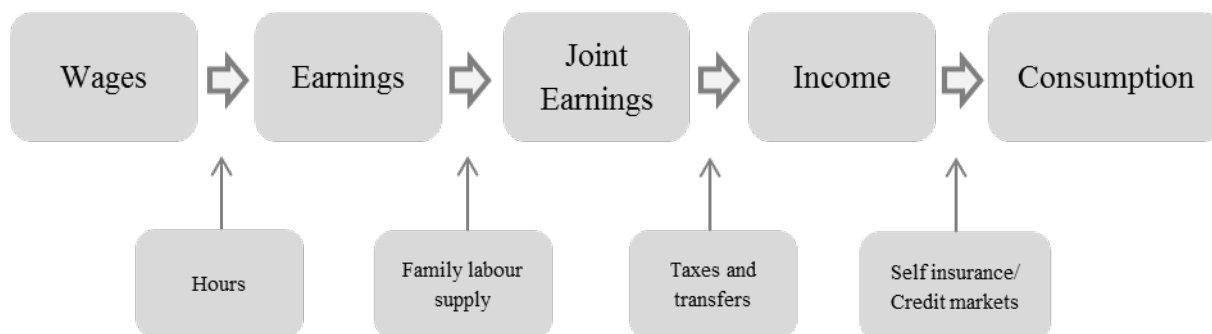 Wages
Earnings
Joint
Earnings
Income
Consumption
Hours
Family labour
supply
Taxes and
transfers
Self insurance/
Credit markets